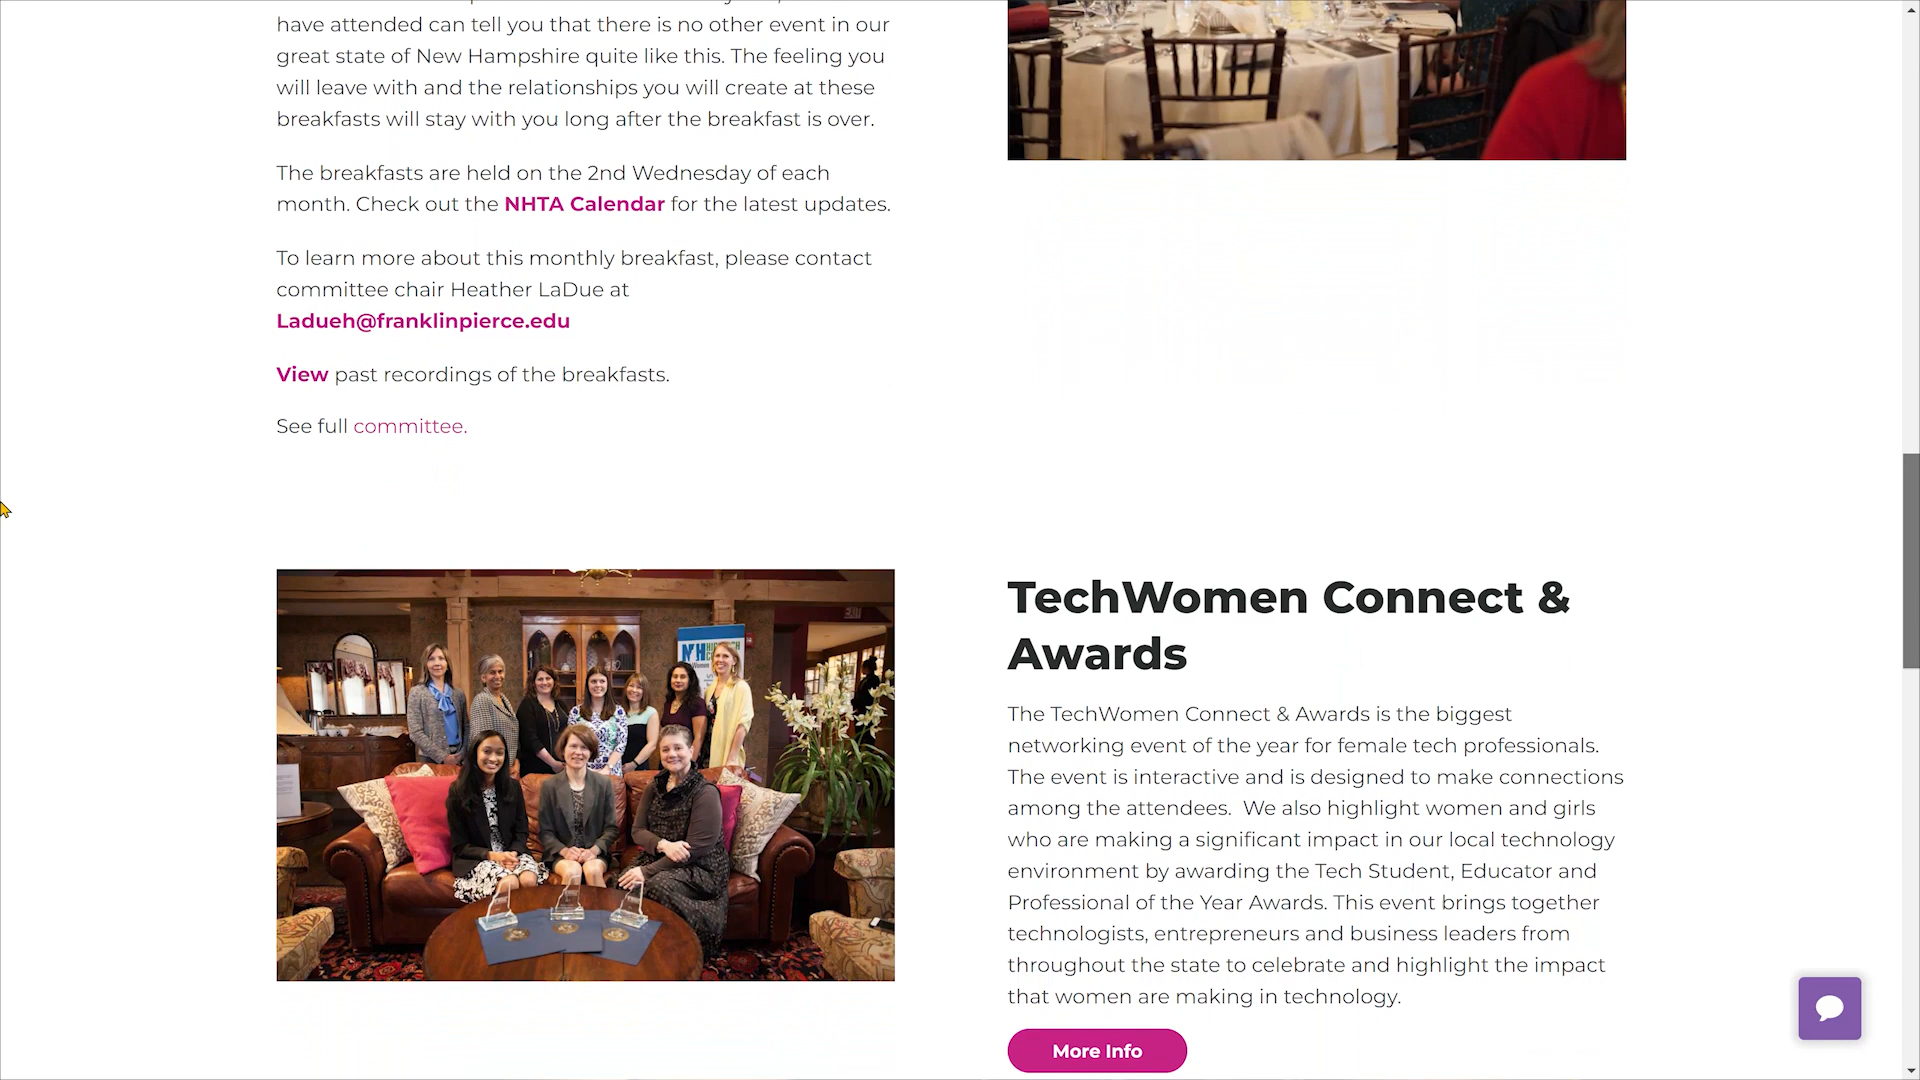 have attended can tell you that there is no other event in our
great state of New Hampshire quite like this. The feeling you
will leave with and the relationships you will create at these
breakfasts will stay with you long after the breakfast is over.
The breakfasts are held on the 2nd Wednesday of each
month. Check out the NHTA Calendar for the latest updates.
To learn more about this monthly breakfast, please contact
committee chair Heather LaDue at
Ladueh@franklinpierce.edu
View past recordings of the breakfasts.
See full committee.
NH
TechWomen Connect &
Awards
The TechWomen Connect & Awards is the biggest
networking event of the year for female tech professionals.
The event is interactive and is designed to make connections
among the attendees.  We also highlight women and girls
who are making a significant impact in our local technology
environment by awarding the Tech Student, Educator and
Professional of the Year Awards. This event brings together
technologists, entrepreneurs and business leaders from
throughout the state to celebrate and highlight the impact
that women are making in technology.
More Info